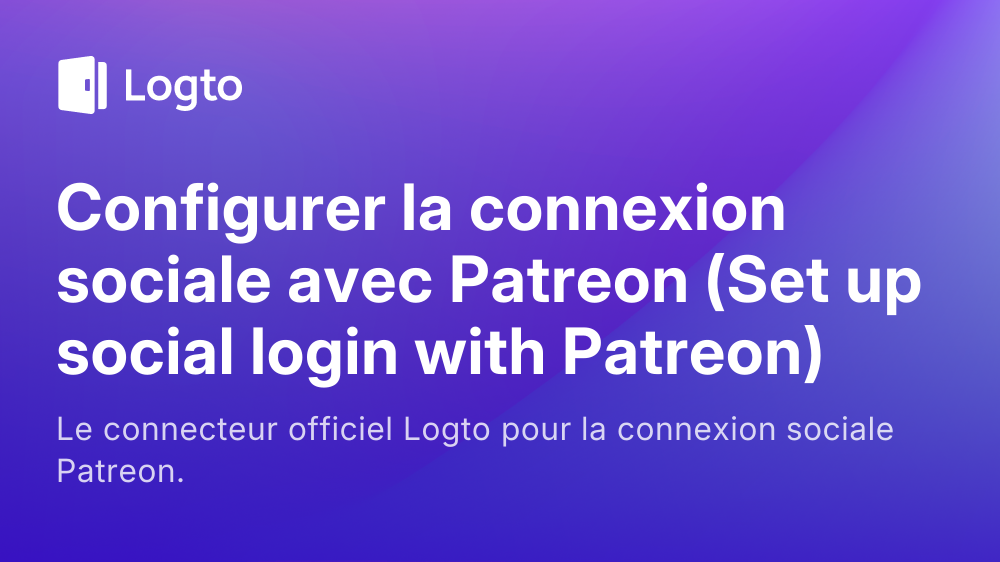 Logto
Configurer la connexion
sociale avec Patreon (Set up
social login with Patreon)
Le connecteur officiel Logto pour la connexion sociale
Patreon.